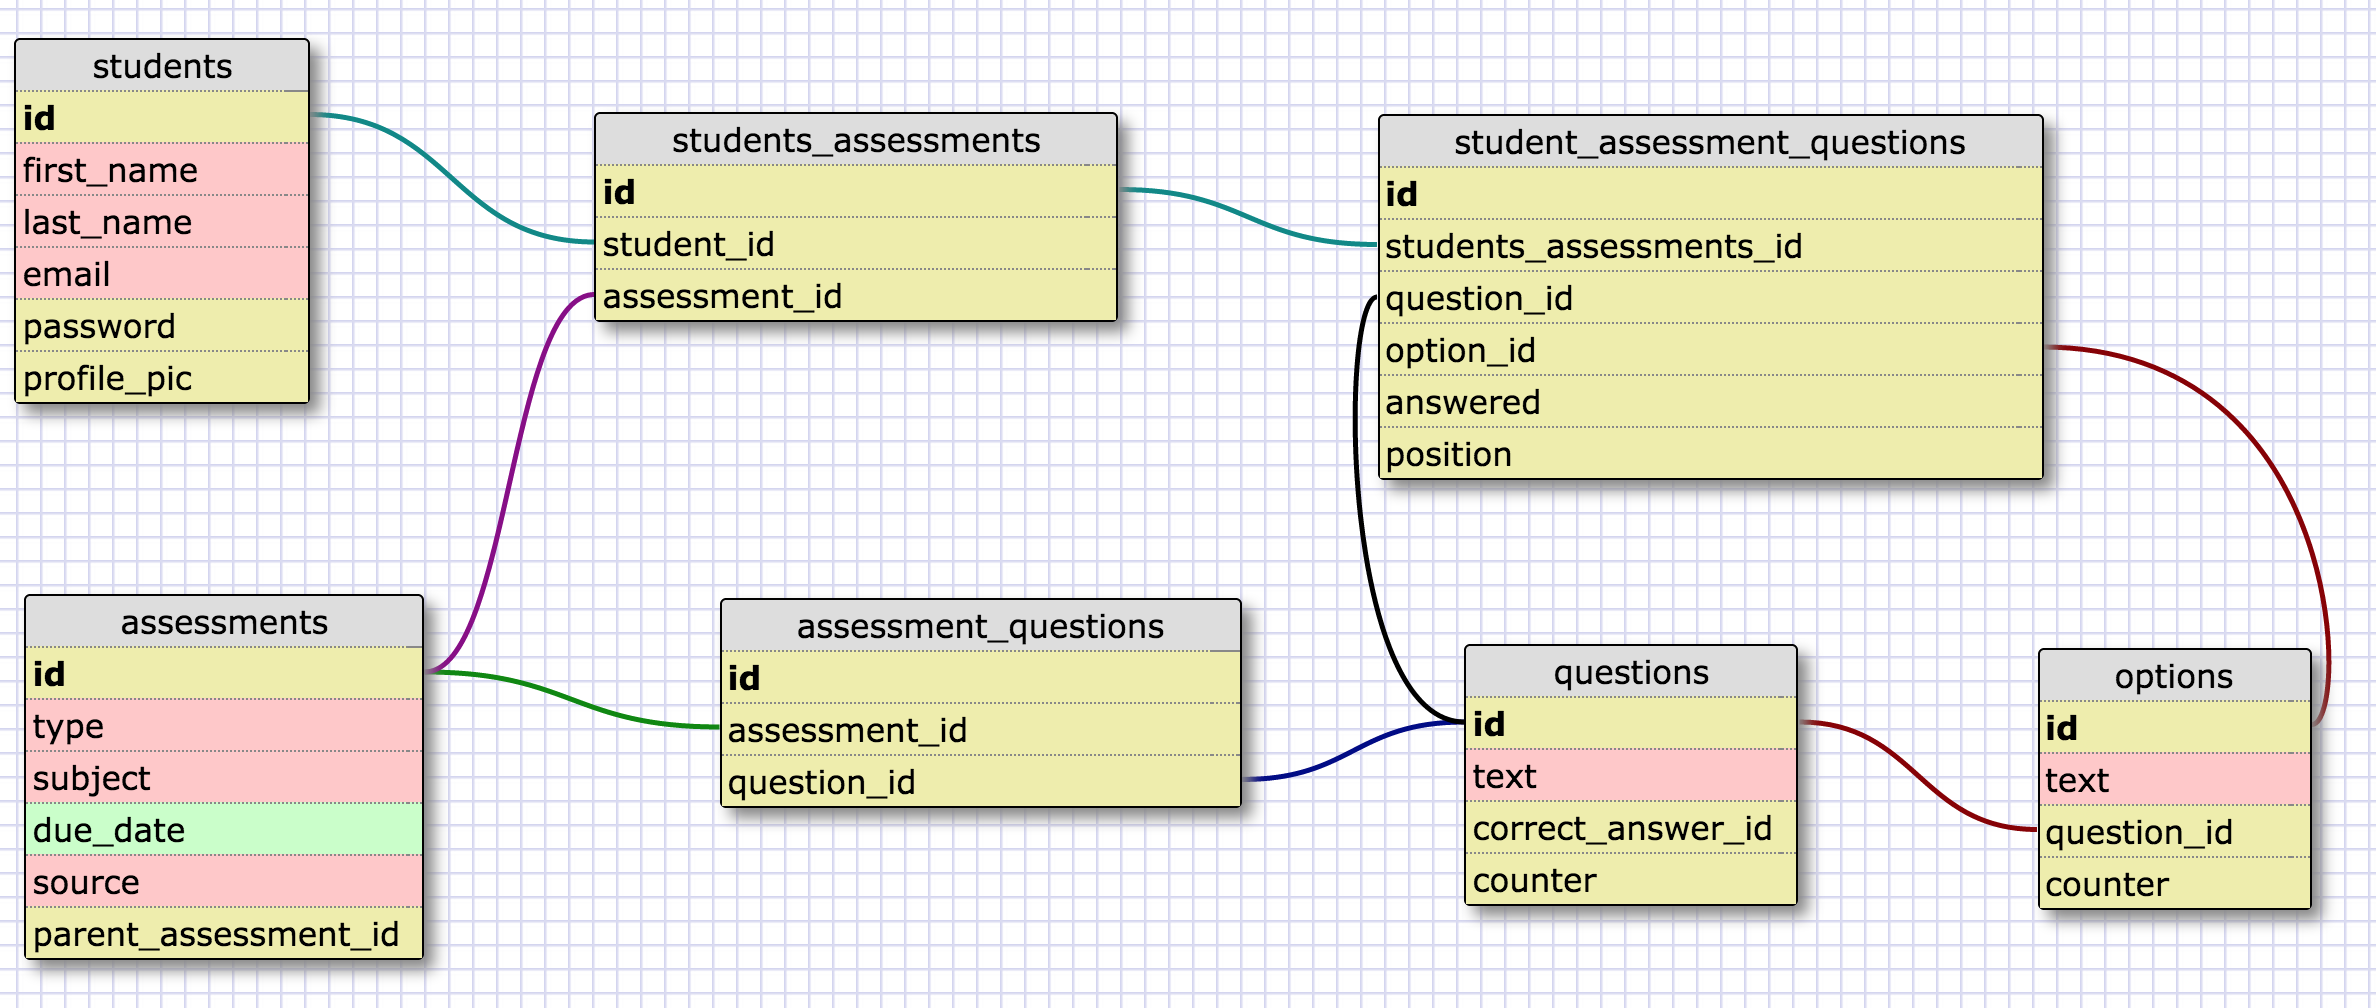 students
id
first_name
last_name
email
password
profile_pic
students_assessments
id
student_id
assessment_id
student_assessment_questions
id
students_assessments_id
question_id
option_id
answered
position
assessments
id
type
subject
due_date
source
parent_assessment_id
assessment_questions
id
assessment_id
question_id
questions
id
text
correct_answer_id
counter
options
id
text
question_id
counter